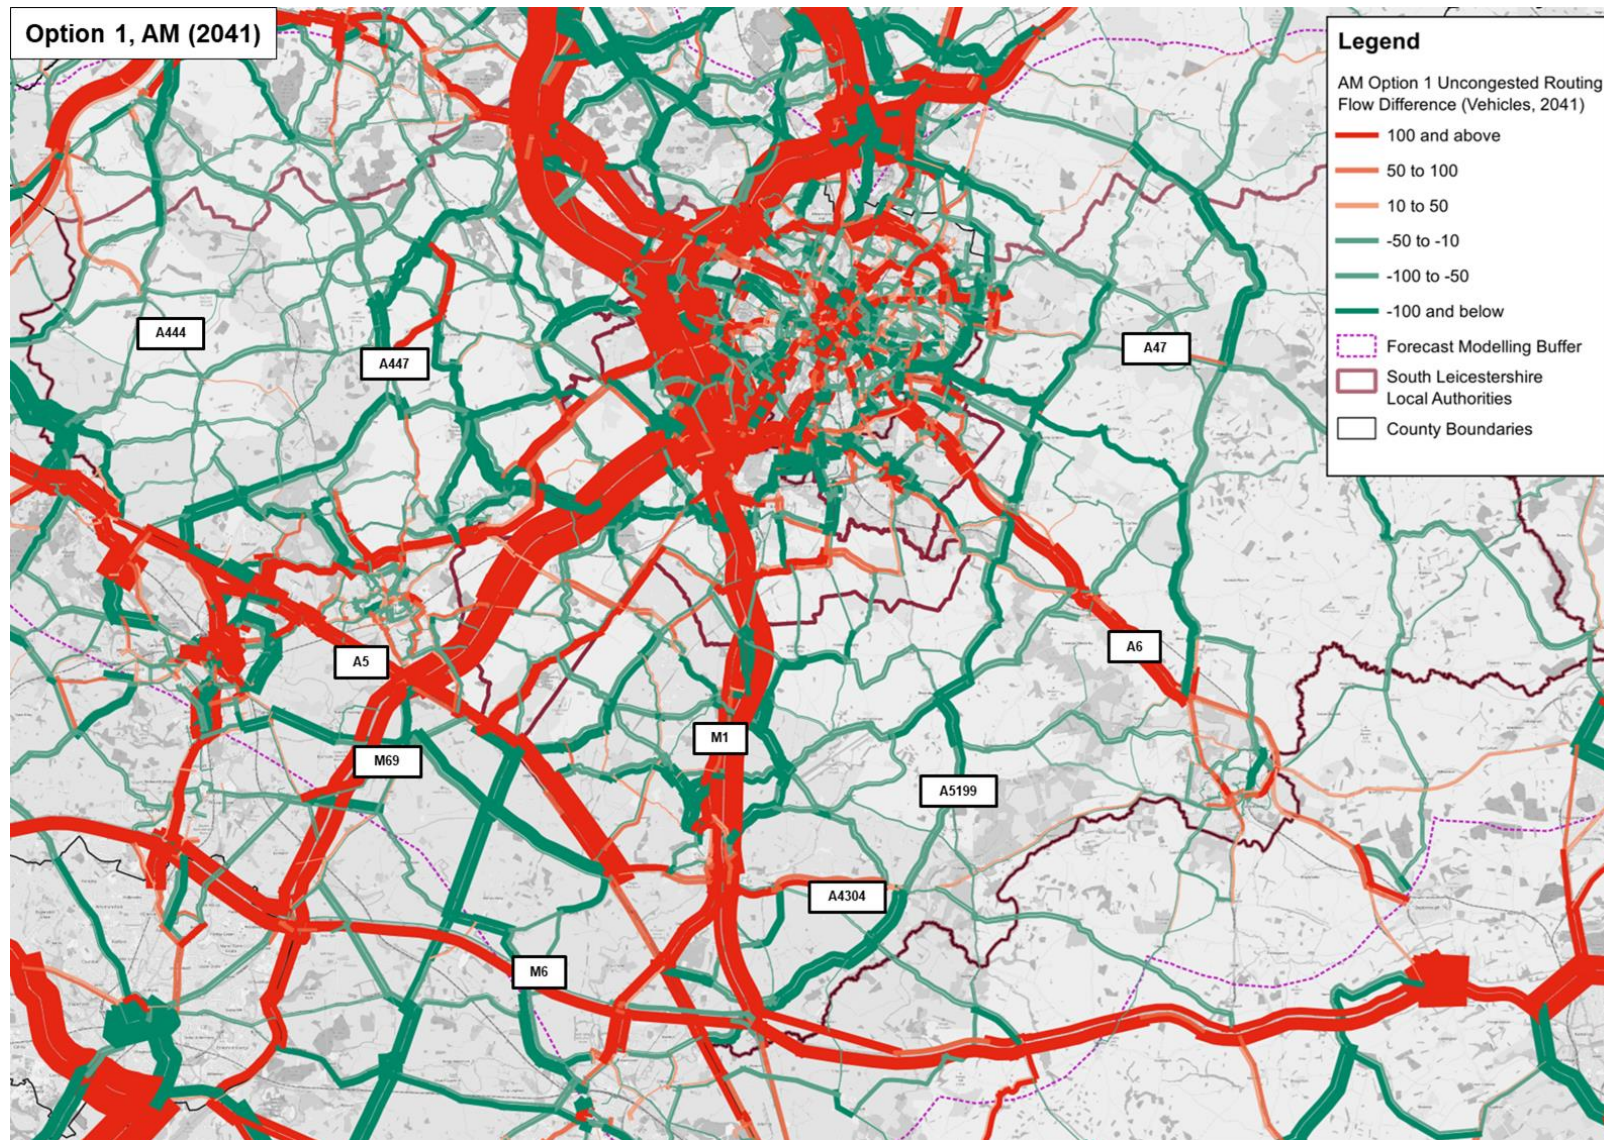 Option 1, AM (2041)
Legend
AM Option 1 Uncongested Routing
Flow Difference (Vehicles, 2041)
100 and above
50 to 100
10 to 50
-50 to -10
-100 to -50
-100 and below
Forecast Modelling Buffer
South Leicestershire
Local Authorities
County Boundaries
A444
A447
A47
A5
A6
M1
M69
A5199
A4304
M6